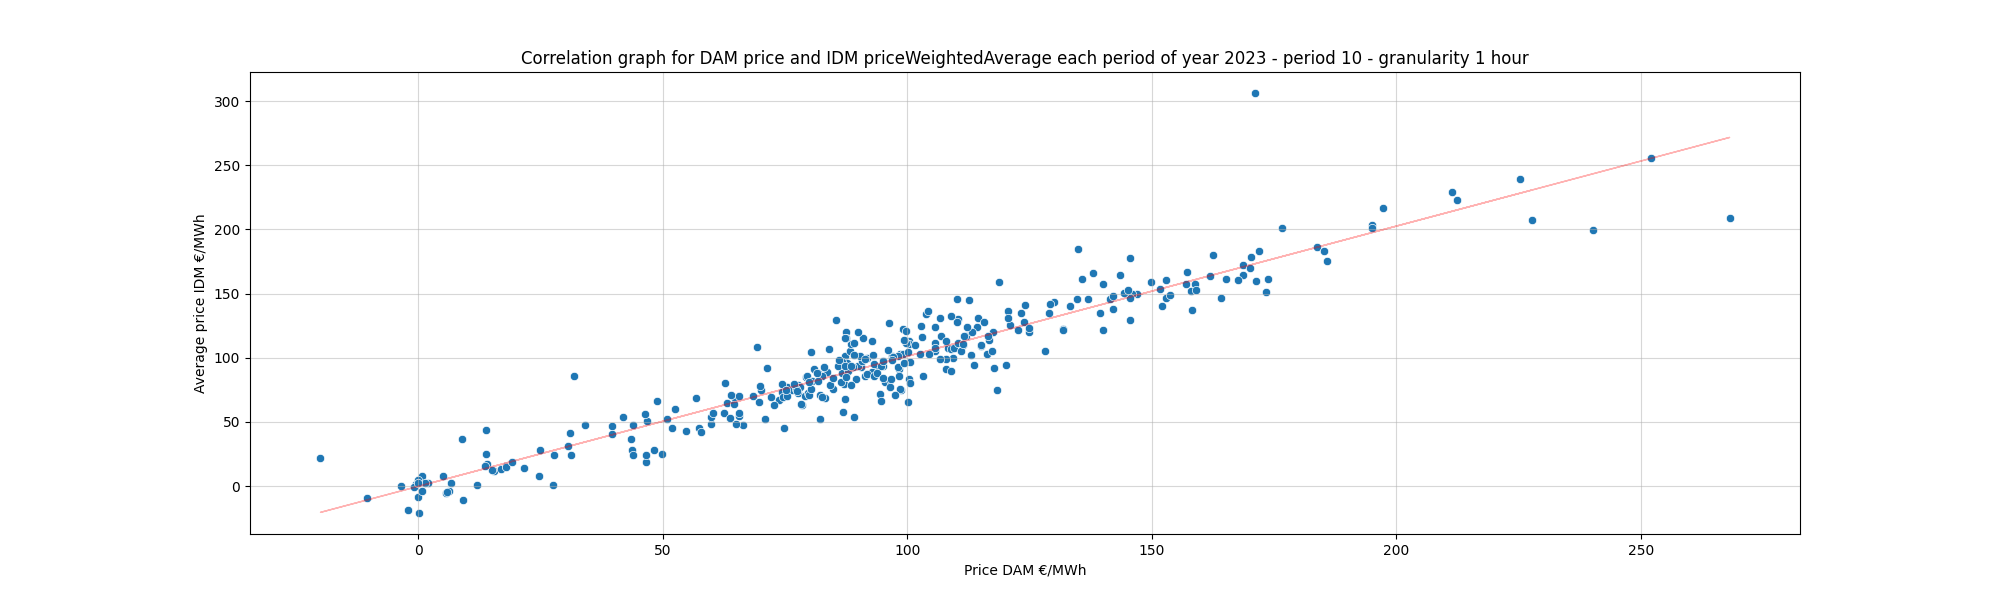 Correlation graph for DAM price and IDM priceWeightedAverage each period of year 2023 - period 10 - granularity 1 hour
300
250
200
150
100
50
0
Average price IDM €/MWh
0 50 100 150 200 250
Price DAM €/MWh